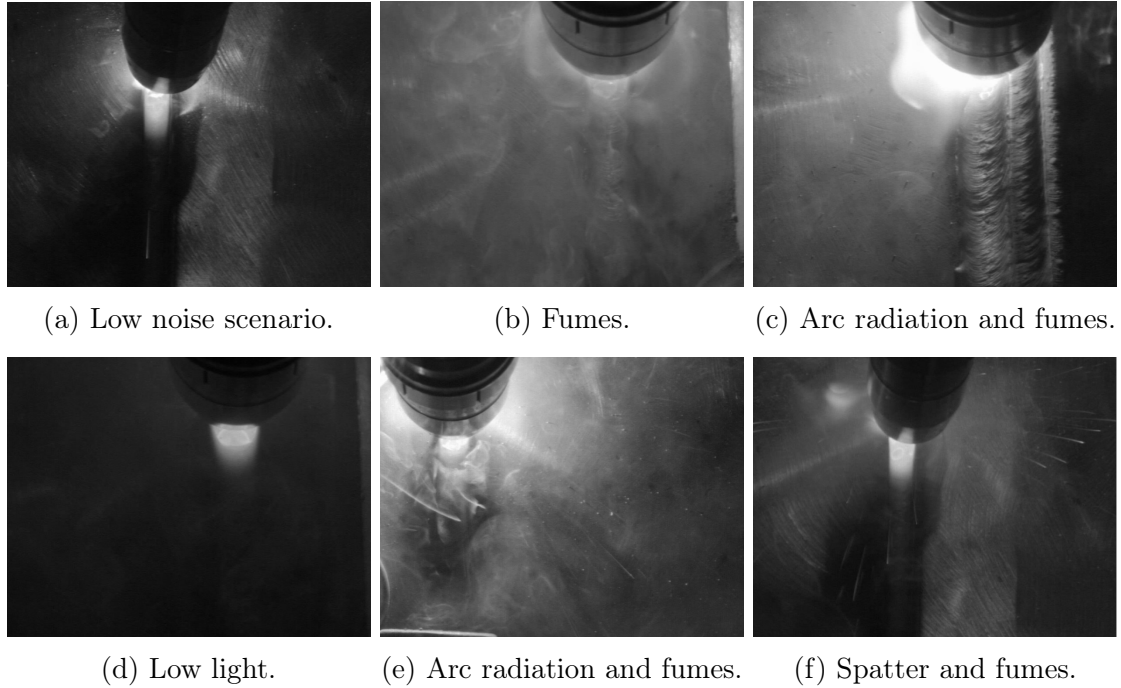 (a) Low noise scenario.
(b) Fumes.
(c) Arc radiation and fumes.
(d) Low light.
(e) Arc radiation and fumes.
(f) Spatter and fumes.